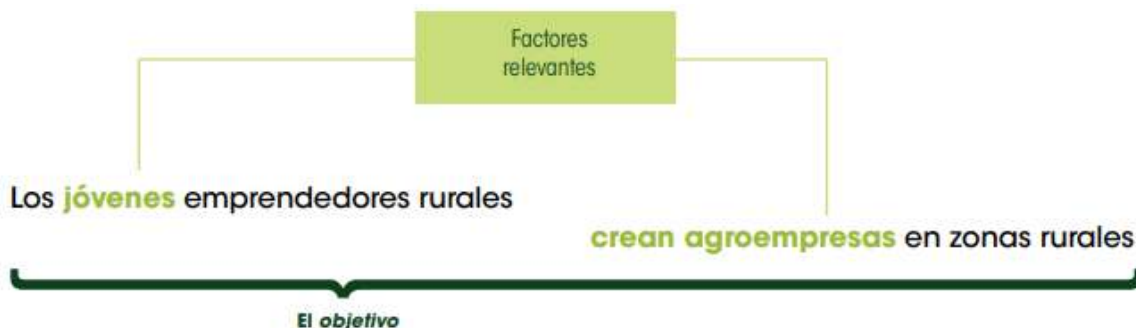 Factores
relevantes
Los jóvenes emprendedores rurales
crean agroempresas en zonas rurales
El objetivo